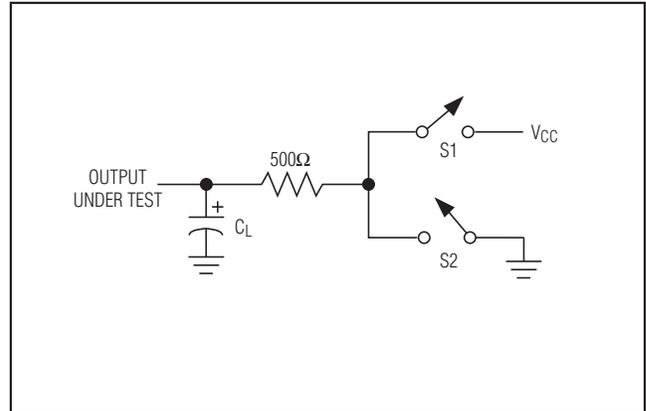 OUTPUT
UNDER TEST
+
CL
500Ω
S1
VCC
S2